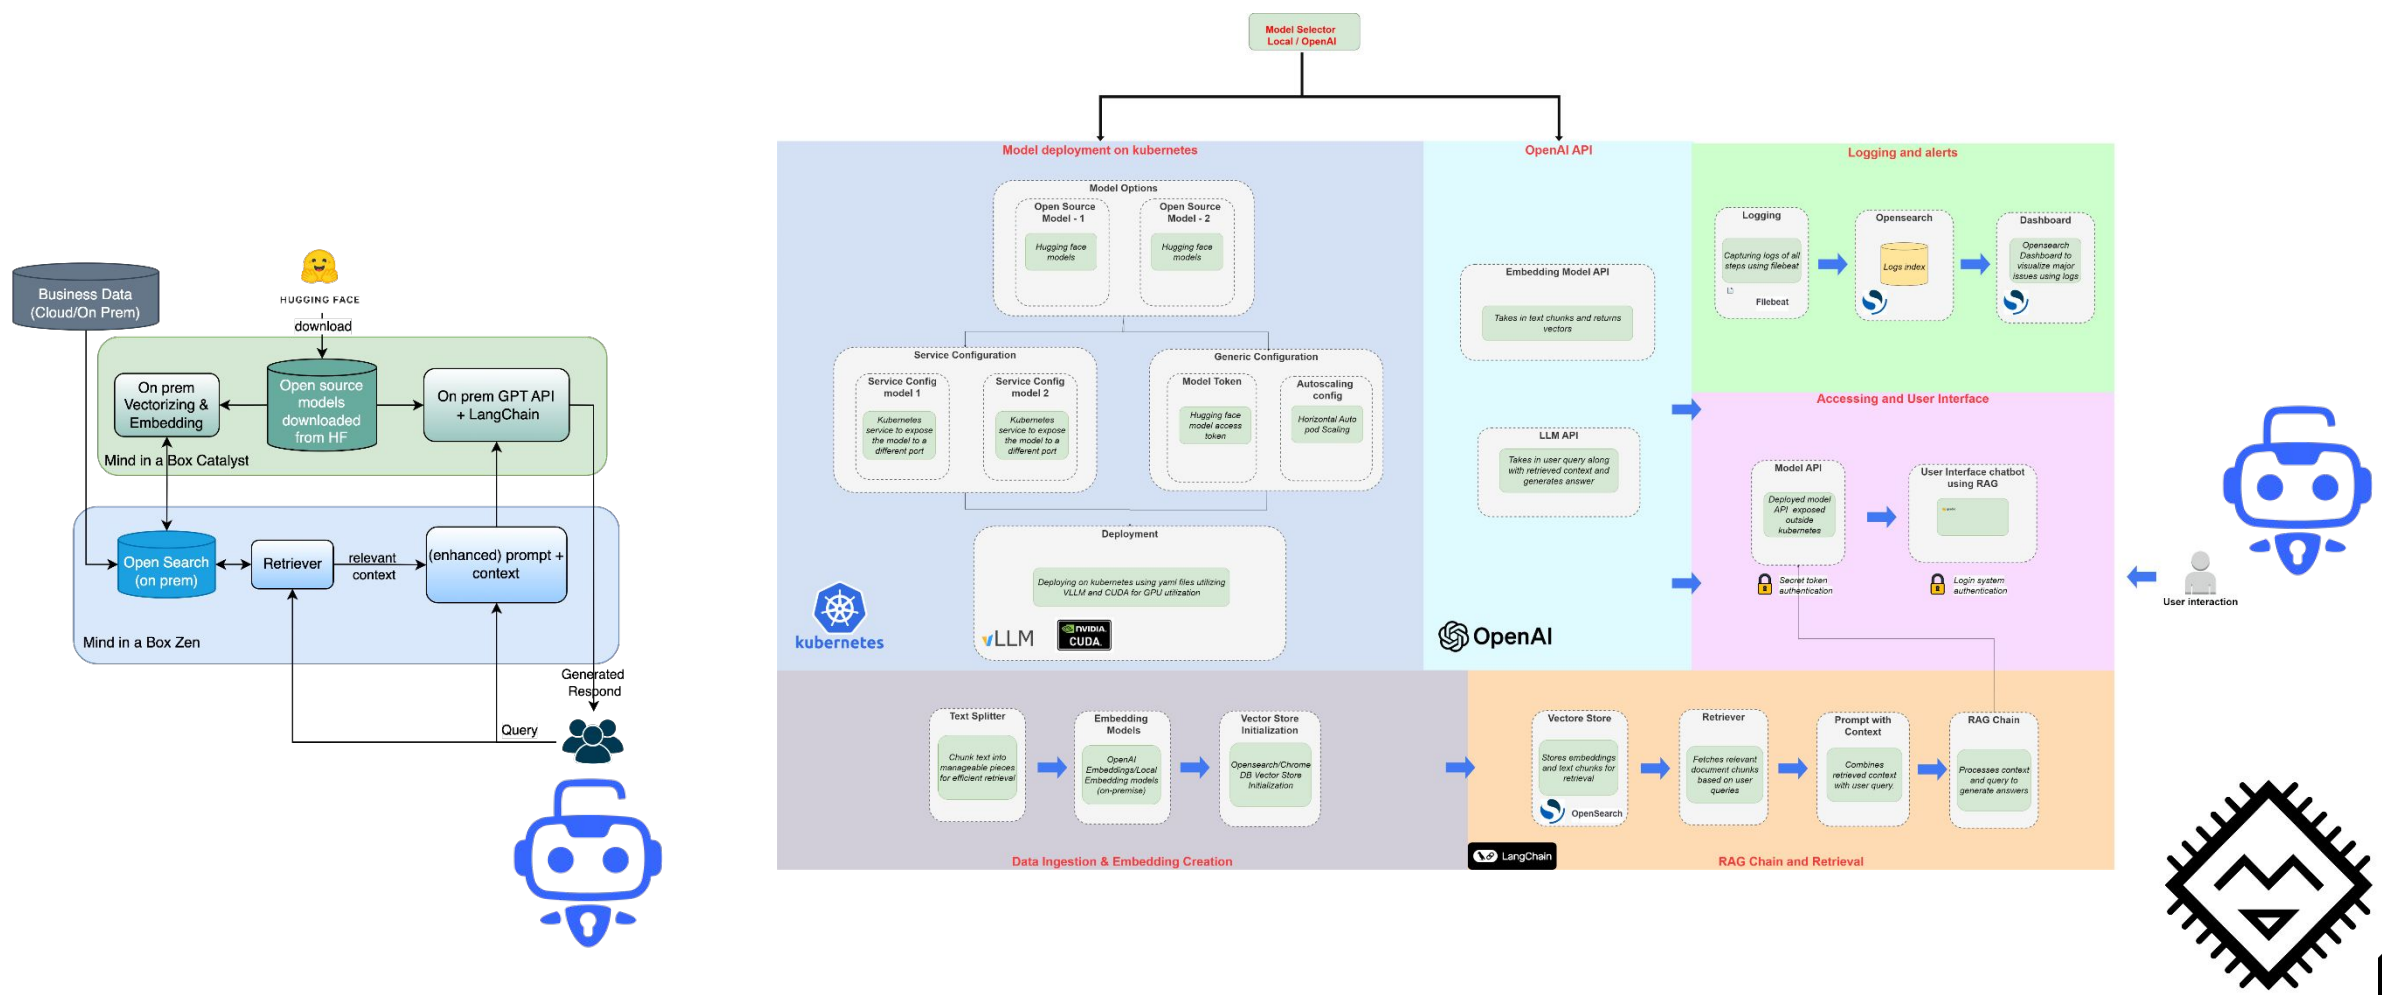 Business Data
(Cloud/On Prem)
HUGGING FACE
download
On prem
Vectorizing &
Embedding
Open source
models
downloaded
from HF
On prem GPT API
+ LangChain
Mind in a Box Catalyst
Open Search
(on prem)
Retriever
relevant
context
(enhanced) prompt +
context
Mind in a Box Zen
Generated
Respond
Query
Model Selector
Local / OpenAI
Model deployment on kubernetes
Model Options
Open Source
Model - 1
Hugging face
models
Open Source
Model - 2
Hugging face
models
Service Configuration
Service Config
model 1
Kubernetes
service to expose
the model to a
different port
Service Config
model 2
Kubernetes
service to expose
the model to a
different port
Generic Configuration
Model Token
Hugging face
model access
token
Autoscaling
config
Horizontal Auto
pod Scaling
Deployment
Deploying on kubernetes using yaml files utilizing
VLLM and CUDA for GPU utilization
kubernetes
vLLM
NVIDIA.
CUDA.
OpenAI API
Embedding Model API
Takes in text chunks and returns
vectors
LLM API
Takes in user query along
with retrieved context and
generates answer
OpenAI
Logging and alerts
Logging
Capturing logs of all
steps using filebeat
Filebeat
Opensearch
Logs index
Dashboard
Opensearch
Dashboard to
visualize major
issues using logs
Accessing and User Interface
Model API
Deployed model
API exposed
outside
kubernetes
Secret token
authentication
User Interface chatbot
using RAG
Login system
authentication
User interaction
Text Splitter
Chunk text into
manageable pieces
for efficient retrieval
Embedding
Models
OpenAI
Embeddings/Local
Embedding models
(on-premise)
Vector Store
Initialization
Opensearch/Chrome
DB Vector Store
Initialization
Data Ingestion & Embedding Creation
Vectore Store
Stores embeddings
and text chunks for
retrieval
OpenSearch
Retriever
Fetches relevant
document chunks
based on user
queries
Prompt with
Context
Combines
retrieved context
with user query.
RAG Chain
Processes context
and query to
generate answers
LangChain
RAG Chain and Retrieval